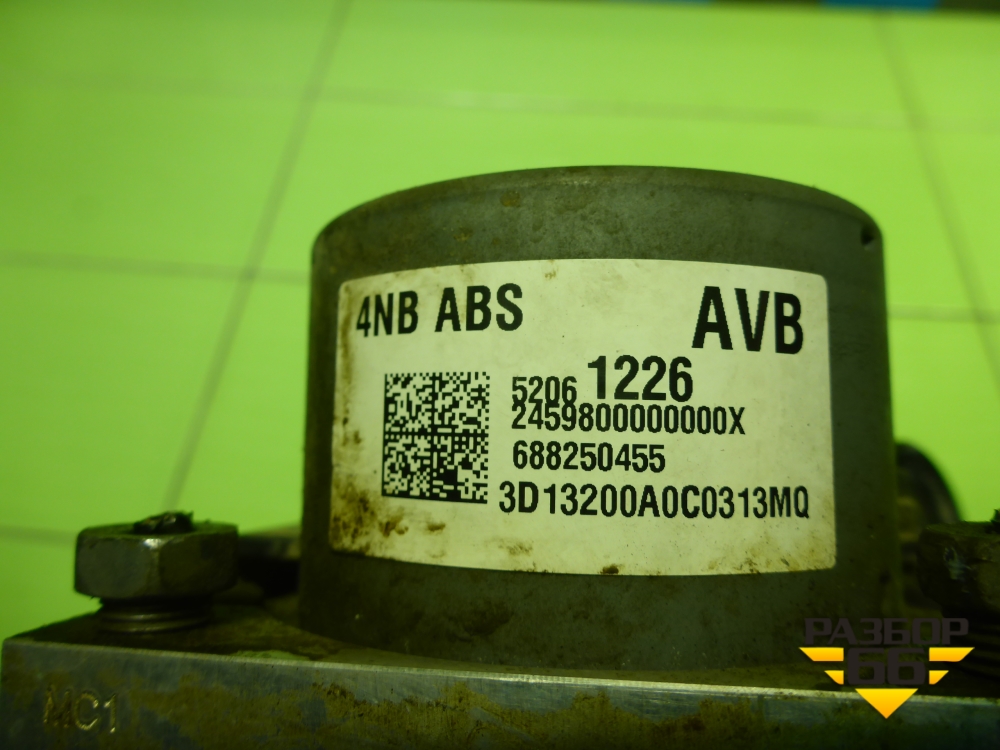 4NB ABS AVB
5206 1226
2459800000000X
688250455
3D13200A0C0313MQ
MC1
РАЗБОР
66